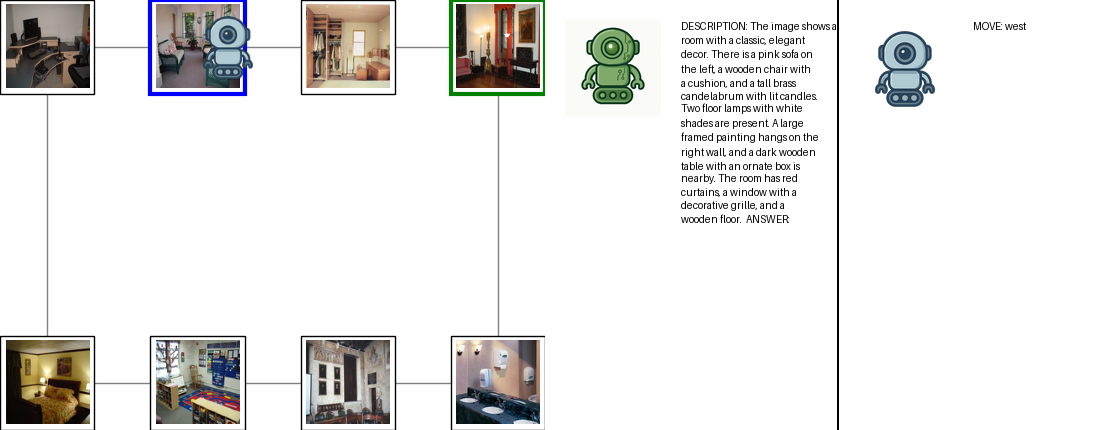 DESCRIPTION: The image shows a
room with a classic, elegant
decor. There is a pink sofa on
the left, a wooden chair with
a cushion, and a tall brass
candelabrum with lit candles.
Two floor lamps with white
shades are present. A large
framed painting hangs on the
right wall, and a dark wooden
table with an ornate box is
nearby. The room has red
curtains, a window with a
decorative grille, and a
wooden floor. ANSWER:
MOVE: west